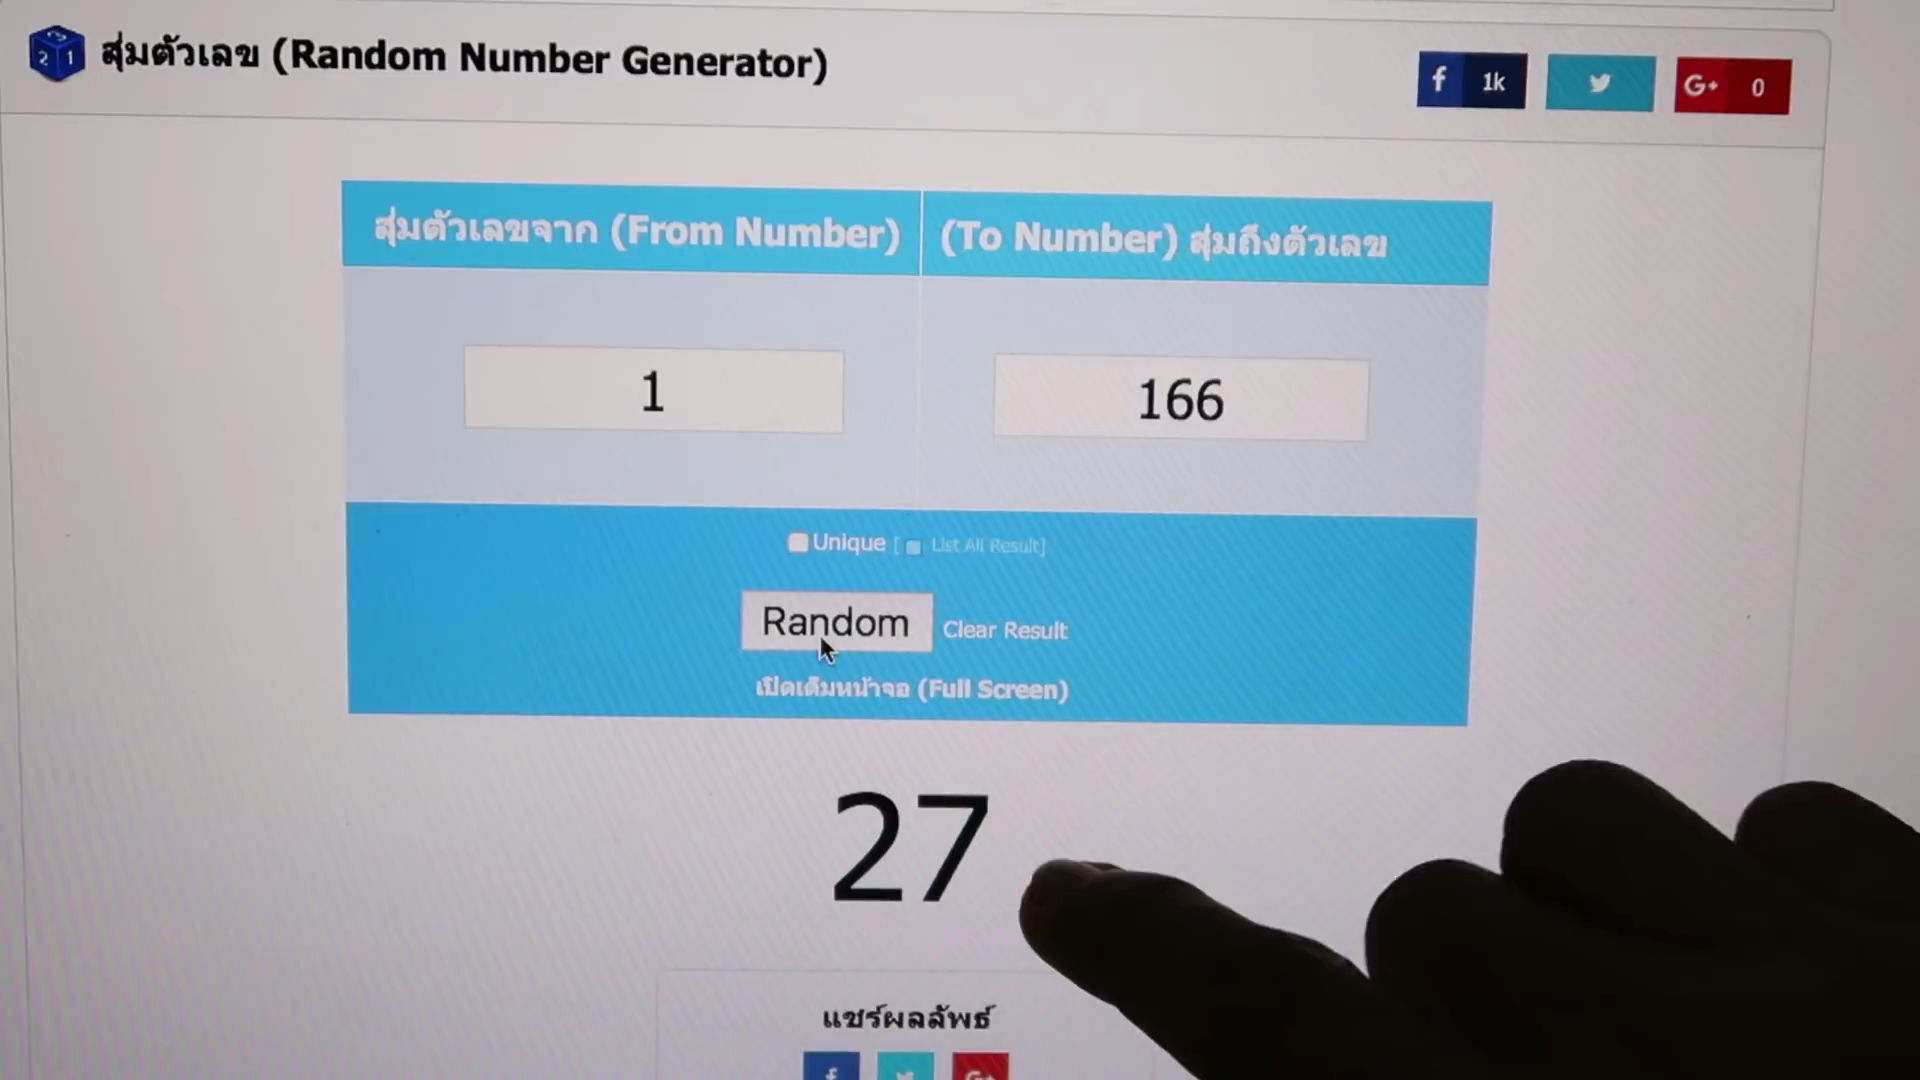 สุ่มตัวเลข (Random Number Generator)
1k
G+ 0
สุ่มตัวเลขจาก (From Number)
(To Number) สุ่มถึงตัวเลข
1
166
Unique [ List All Result]
Random
Clear Result
เปิดเต็มหน้าจอ (Full Screen)
27
แชร์ผลลัพธ์